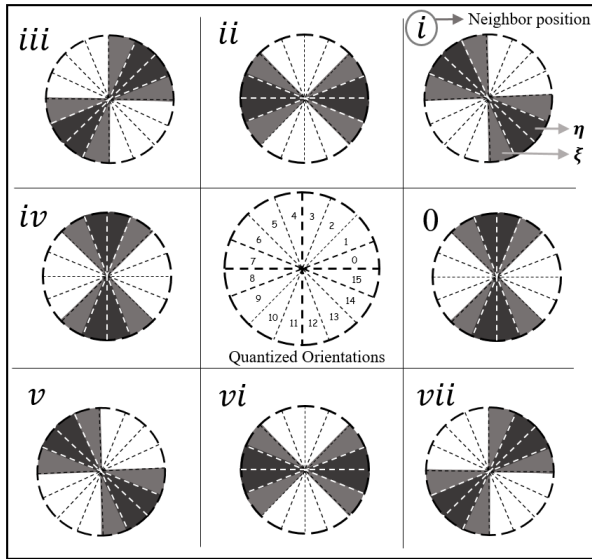 iii
ii
i
Neighbor position
η
ξ
iv
0
4
3
5
2
6
1
7
0
8
15
9
14
10
13
11
12
Quantized Orientations
v
vi
vii